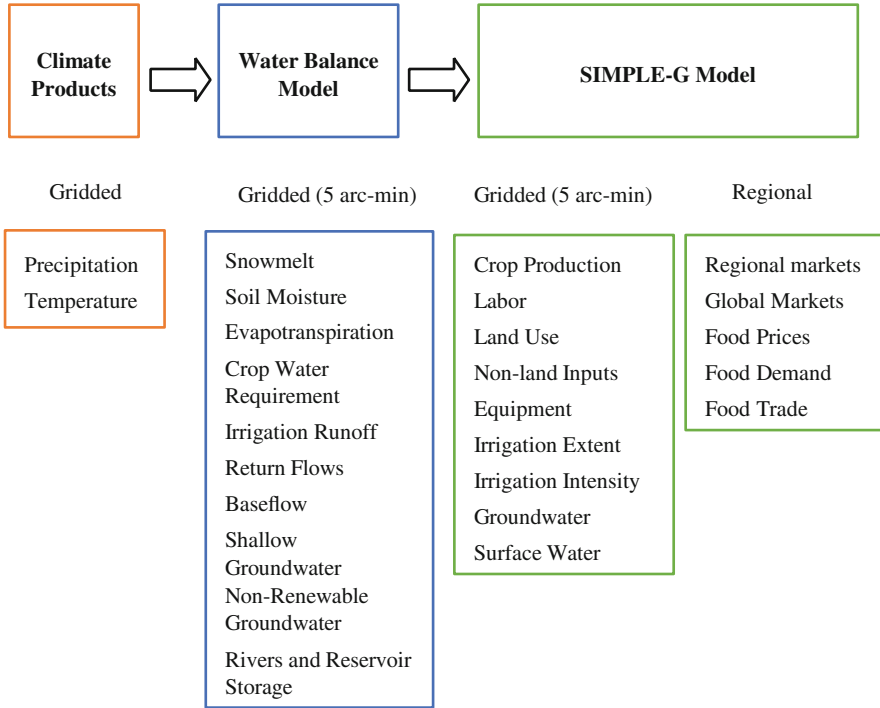 Climate
Products
Water Balance
Model
SIMPLE-G Model
Gridded
Gridded (5 arc-min)
Gridded (5 arc-min)
Regional
Precipitation
Temperature
Snowmelt
Soil Moisture
Evapotranspiration
Crop Water
Requirement
Irrigation Runoff
Return Flows
Baseflow
Shallow
Groundwater
Non-Renewable
Groundwater
Rivers and Reservoir
Storage
Crop Production
Labor
Land Use
Non-land Inputs
Equipment
Irrigation Extent
Irrigation Intensity
Groundwater
Surface Water
Regional markets
Global Markets
Food Prices
Food Demand
Food Trade